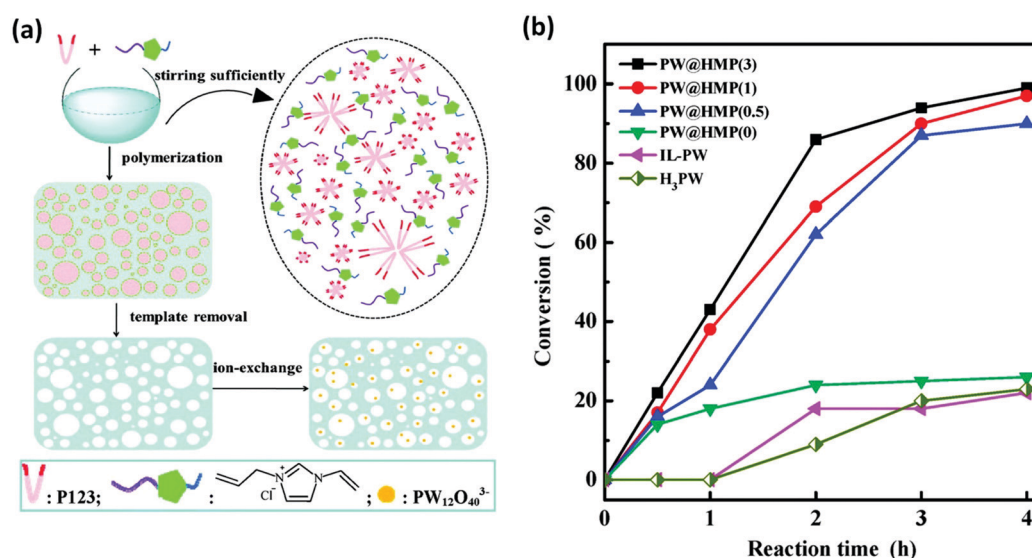 (a)
+
stirring sufficiently
polymerization
template removal
ion-exchange
: P123; : N + N Cl⁻ ; : PW₁₂O₄₀³⁻
(b)
100
80
60
40
20
0
Conversion ( %)
PW@HMP(3)
PW@HMP(1)
PW@HMP(0.5)
PW@HMP(0)
IL-PW
H₃PW
0 1 2 3 4
Reaction time (h)